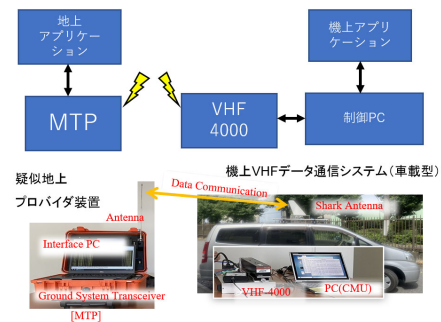 地上
アプリケー
ション
機上アプリ
ケーション
MTP
VHF
4000
制御PC
疑似地上
プロバイダ装置
機上VHFデータ通信システム(車載型)
Data Communication
Antenna
Shark Antenna
Interface PC
Ground System Transceiver
[MTP]
VHF-4000
PC(CMU)